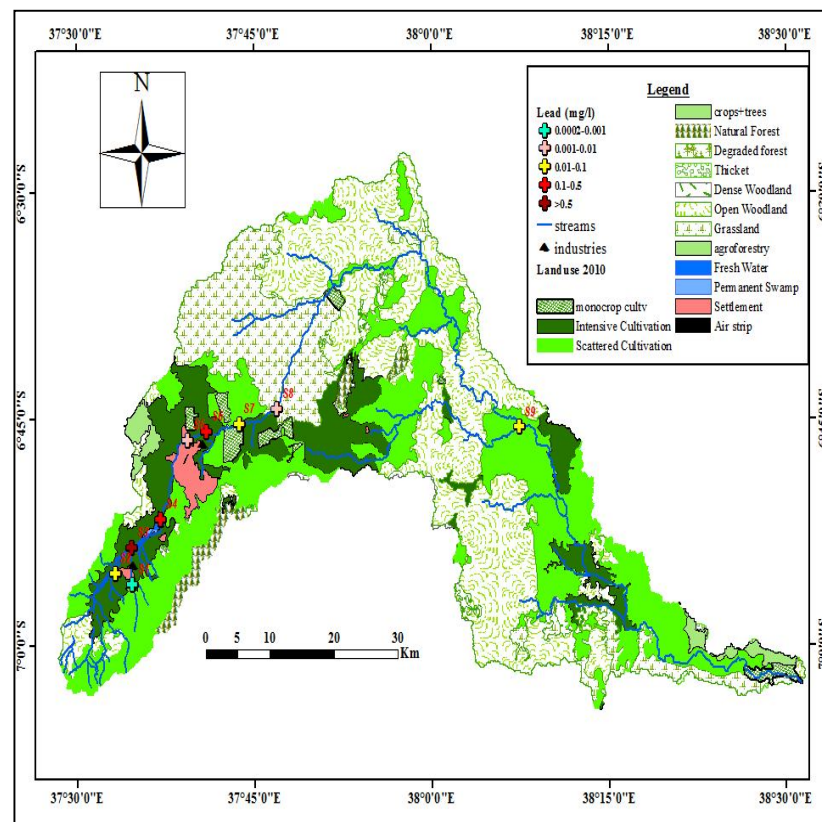 37°30'0"E 37°45'0"E 38°0'0"E 38°15'0"E 38°30'0"E
N
Legend
Lead (mg/l)
0.0002-0.001
0.001-0.01
0.01-0.1
0.1-0.5
>0.5
streams
industries
Landuse 2010
monocrop cultv
Intensive Cultivation
Scattered Cultivation
crops+trees
Natural Forest
Degraded forest
Thicket
Dense Woodland
Open Woodland
Grassland
agroforestry
Fresh Water
Permanent Swamp
Settlement
Air strip
6°30'0"S
6°45'0"S
7°0'0"S
S8
S7
S9
S4
0 5 10 20 30
Km
37°30'0"E 37°45'0"E 38°0'0"E 38°15'0"E 38°30'0"E